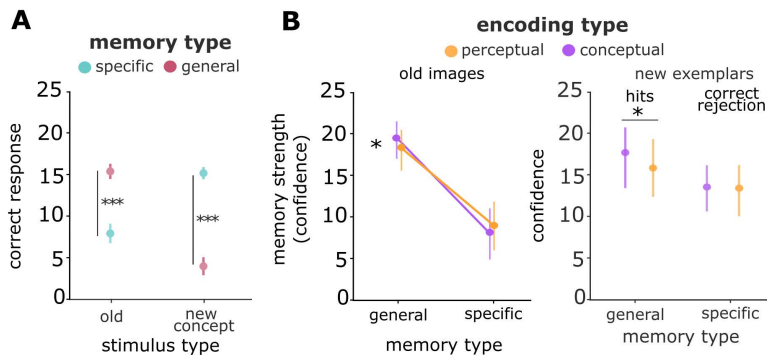 A
memory type
specific
general
25
20
15
10
5
0
correct response
***
***
old
new
concept
stimulus type
B
encoding type
perceptual
conceptual
old images
25
20
15
10
5
0
memory strength
(confidence)
*
general
specific
memory type
new exemplars
hits
*
correct
rejection
25
20
15
10
5
0
confidence
general
specific
memory type